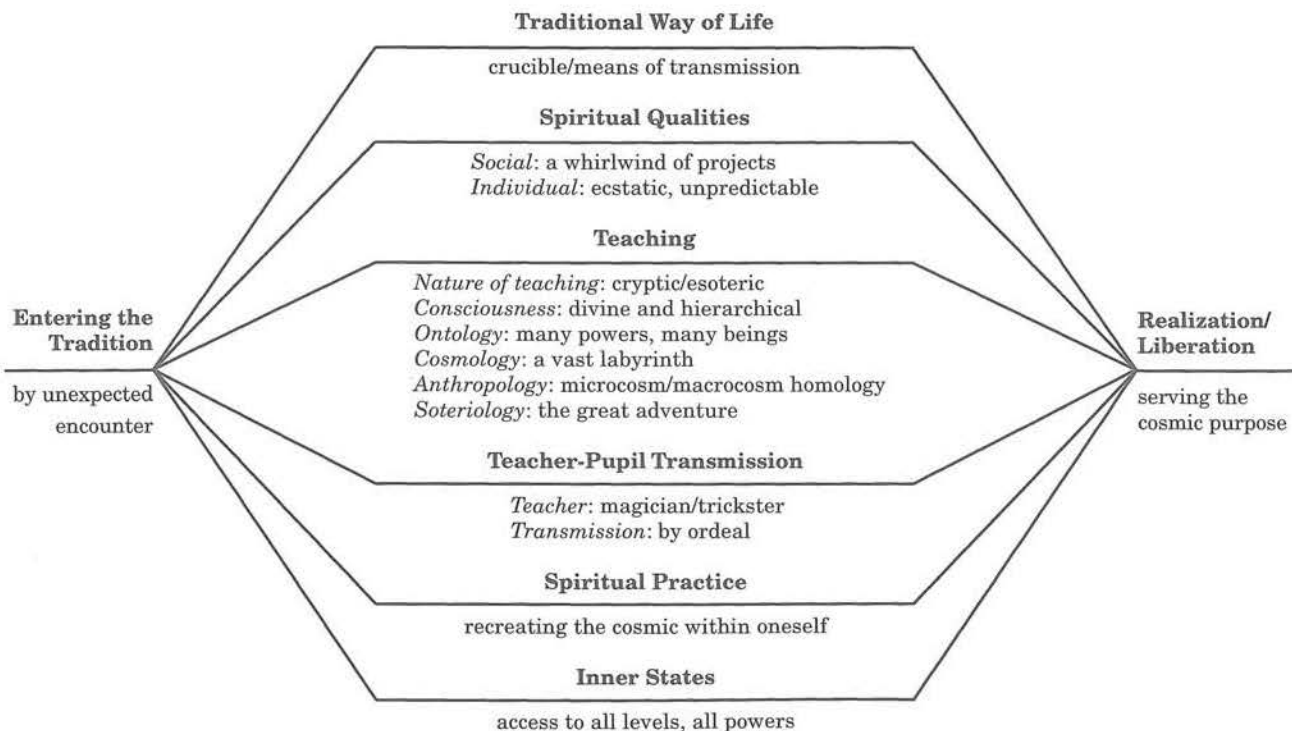 Traditional Way of Life
crucible/means of transmission
Spiritual Qualities
Social: a whirlwind of projects
Individual: ecstatic, unpredictable
Teaching
Nature of teaching: cryptic/esoteric
Consciousness: divine and hierarchical
Ontology: many powers, many beings
Cosmology: a vast labyrinth
Anthropology: microcosm/macrocosm homology
Soteriology: the great adventure
Entering the
Tradition
by unexpected
encounter
Realization/
Liberation
serving the
cosmic purpose
Teacher-Pupil Transmission
Teacher: magician/trickster
Transmission: by ordeal
Spiritual Practice
recreating the cosmic within oneself
Inner States
access to all levels, all powers